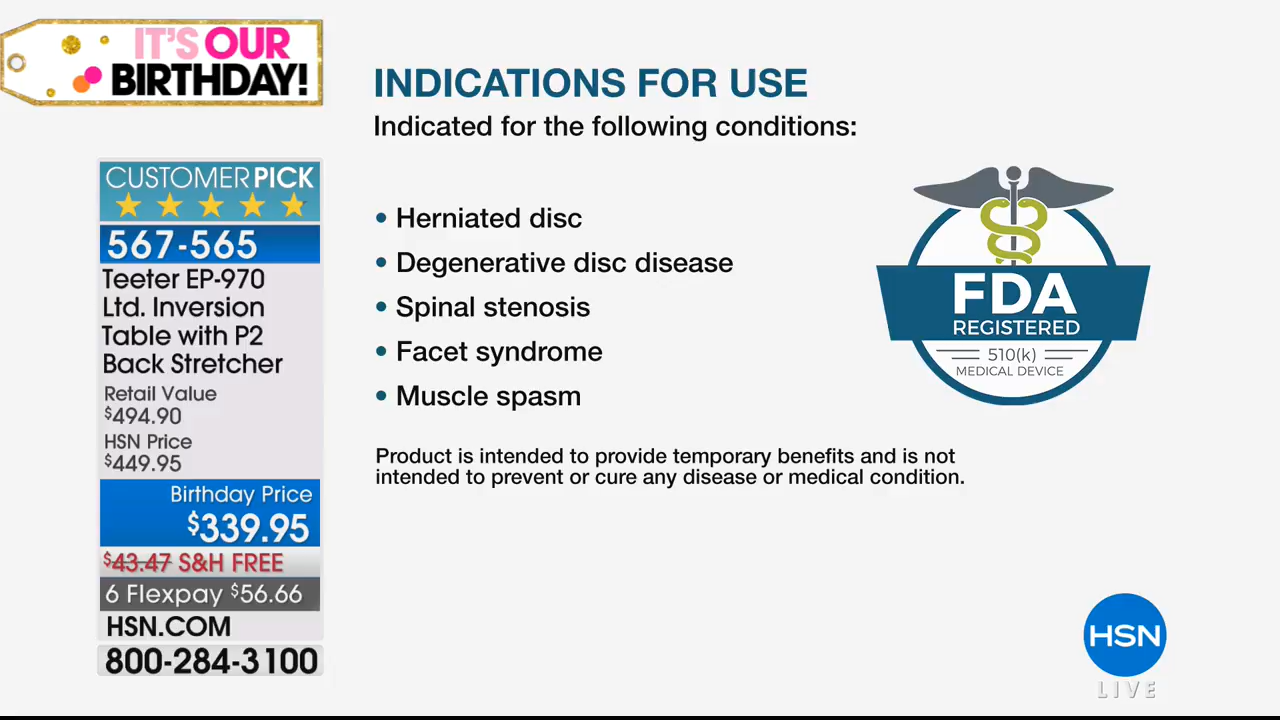 IT'S OUR
BIRTHDAY!
CUSTOMER PICK
567-565
Teeter EP-970
Ltd. Inversion
Table with P2
Back Stretcher
Retail Value
$494.90
HSN Price
$449.95
Birthday Price
$339.95
$43.47 S&H FREE
6 Flexpay $56.66
HSN.COM
800-284-3100
INDICATIONS FOR USE
Indicated for the following conditions:
• Herniated disc
• Degenerative disc disease
• Spinal stenosis
• Facet syndrome
• Muscle spasm
Product is intended to provide temporary benefits and is not
intended to prevent or cure any disease or medical condition.
FDA
REGISTERED
510(k)
MEDICAL DEVICE
HSN
LIVE